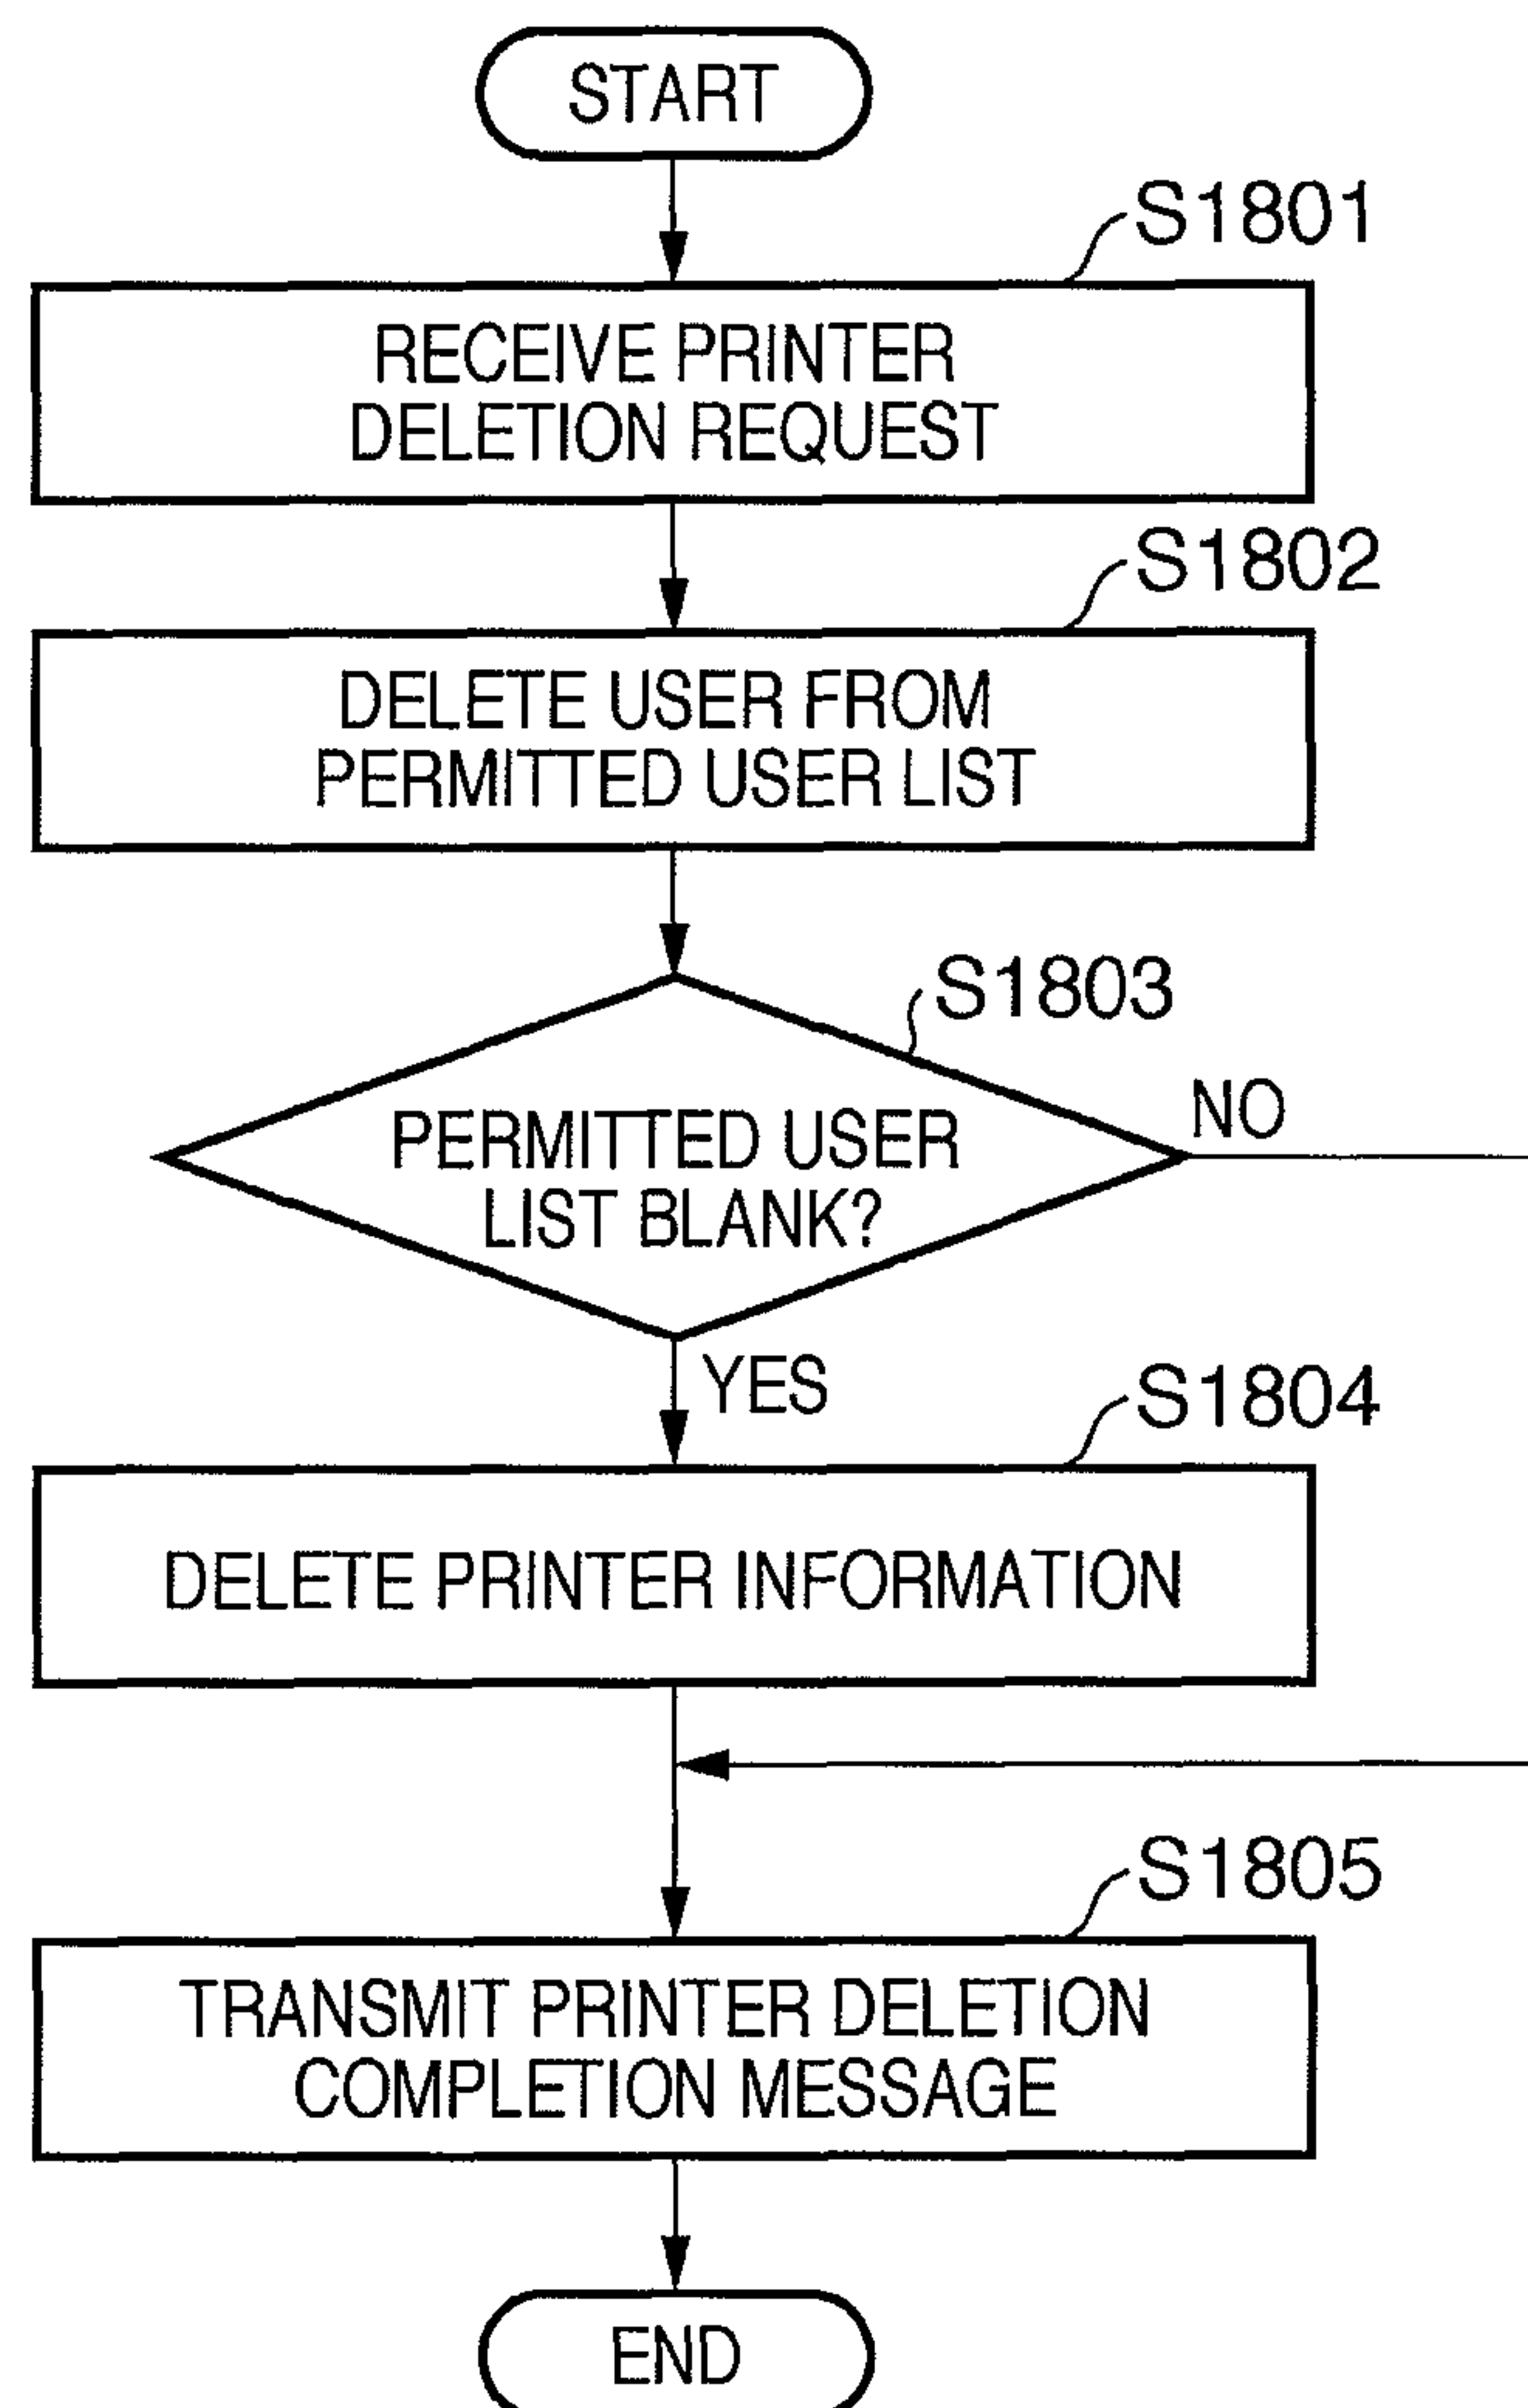 START
S1801
RECEIVE PRINTER
DELETION REQUEST
S1802
DELETE USER FROM
PERMITTED USER LIST
S1803
PERMITTED USER
LIST BLANK?
NO
YES
S1804
DELETE PRINTER INFORMATION
S1805
TRANSMIT PRINTER DELETION
COMPLETION MESSAGE
END